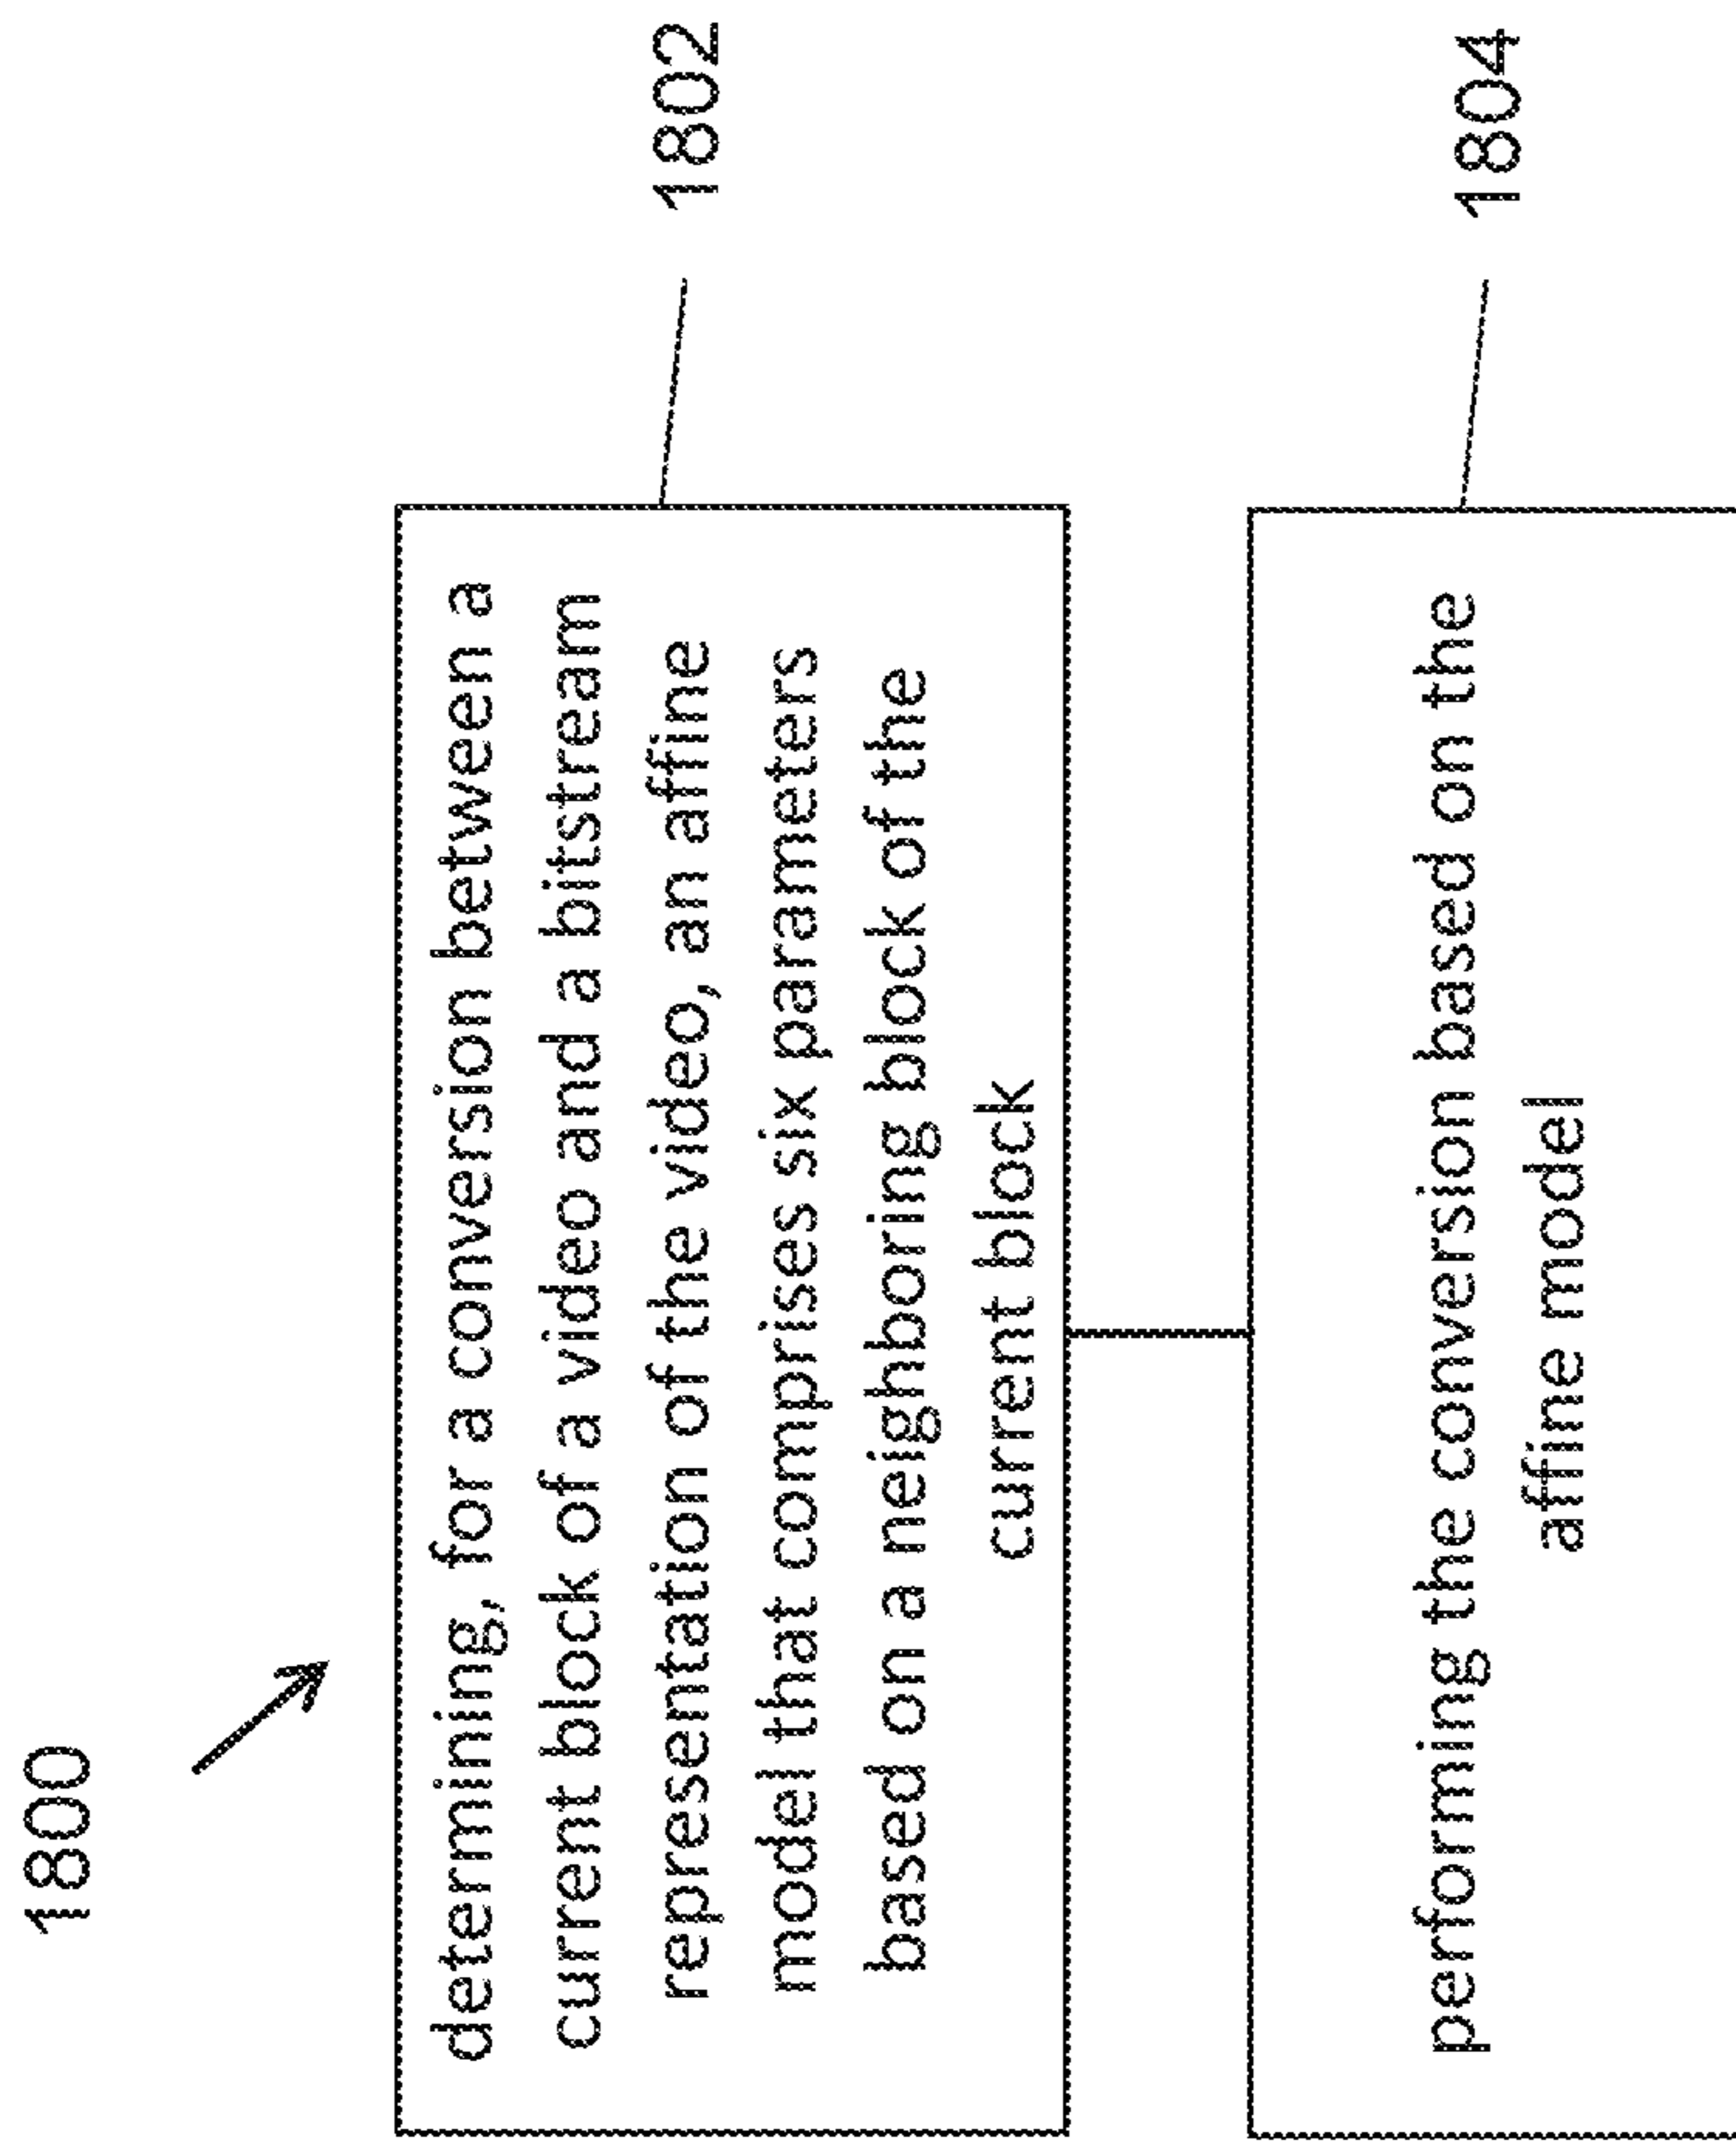 1800
determining, for a conversion between a
current block of a video and a bitstream
representation of the video, an affine
model that comprises six parameters
based on a neighboring block of the
current block
1802
performing the conversion based on the
affine model
1804